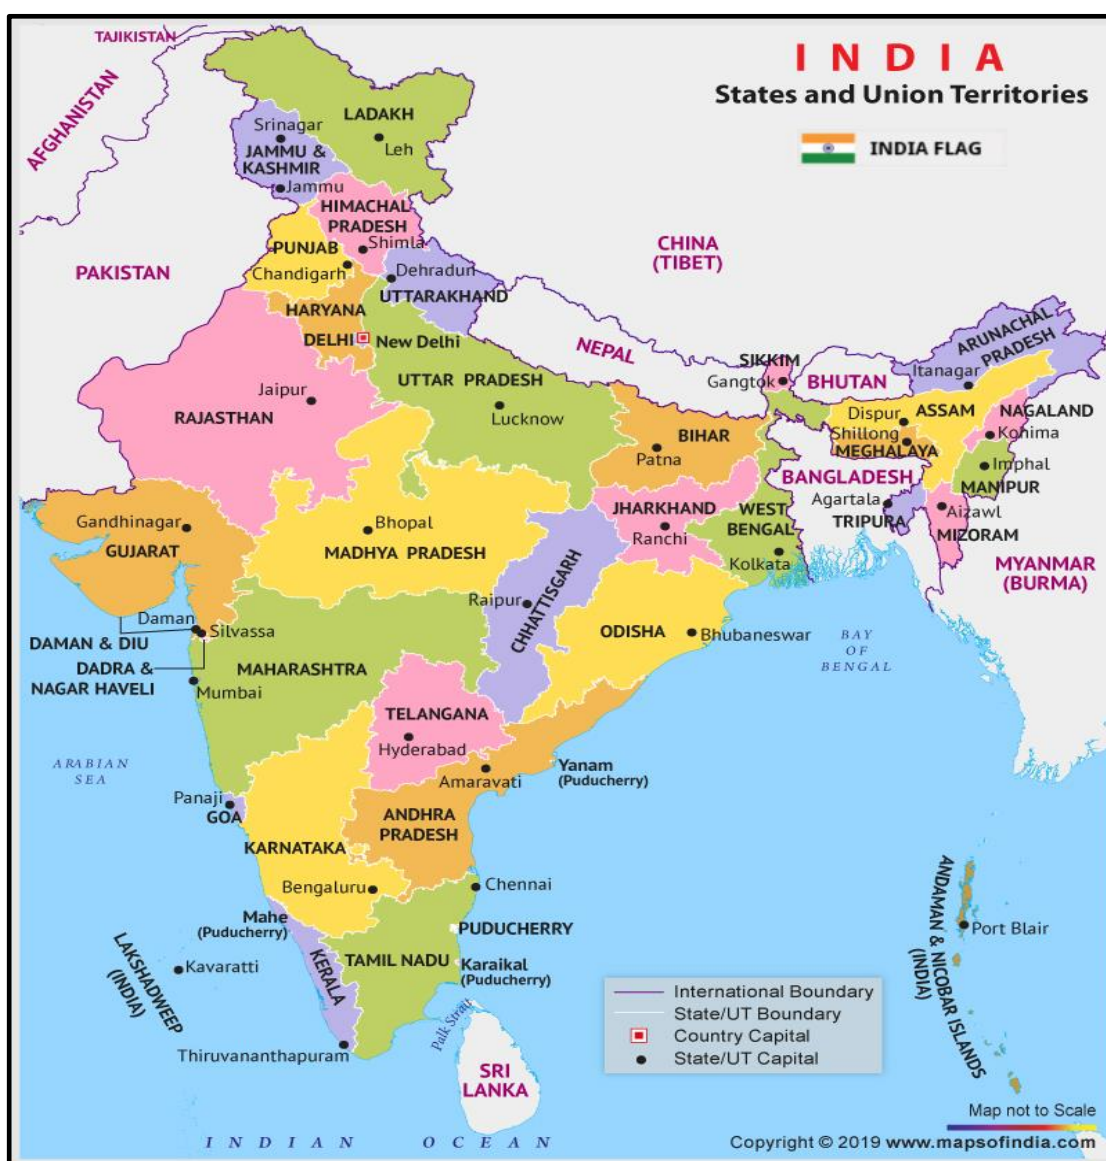 INDIA
States and Union Territories
INDIA FLAG
TAJIKISTAN
AFGHANISTAN
PAKISTAN
CHINA
(TIBET)
NEPAL
BHUTAN
BANGLADESH
MYANMAR
(BURMA)
SRI
LANKA
LADAKH
Leh
Srinagar
JAMMU &
KASHMIR
Jammu
HIMACHAL
PRADESH
Shimla
PUNJAB
Chandigarh
Dehradun
UTTARAKHAND
HARYANA
DELHI
New Delhi
UTTAR PRADESH
Lucknow
Jaipur
RAJASTHAN
BIHAR
Patna
SIKKIM
Gangtok
ARUNACHAL
PRADESH
Itanagar
ASSAM
Dispur
Shillong
MEGHALAYA
NAGALAND
Kohima
Imphal
MANIPUR
Agartala
TRIPURA
Aizawl
MIZORAM
Gandhinagar
GUJARAT
Bhopal
MADHYA PRADESH
JHARKHAND
Ranchi
WEST
BENGAL
Kolkata
Raipur
CHHATTISGARH
ODISHA
Bhubaneswar
Daman
Silvassa
DAMAN & DIU
DADRA &
NAGAR HAVELI
MAHARASHTRA
Mumbai
TELANGANA
Hyderabad
Amaravati
ANDHRA
PRADESH
Yanam
(Puducherry)
BAY
OF
BENGAL
ARABIAN
SEA
Panaji
GOA
KARNATAKA
Bengaluru
Chennai
Mahe
(Puducherry)
PUDUCHERRY
Karaikal
(Puducherry)
TAMIL NADU
KERALA
Thiruvananthapuram
Kavaratti
LAKSHADWEEP
(INDIA)
Palk Strait
ANDAMAN & NICOBAR ISLANDS
(INDIA)
Port Blair
International Boundary
State/UT Boundary
Country Capital
State/UT Capital
INDIAN OCEAN
Map not to Scale
Copyright © 2019 www.mapsofindia.com